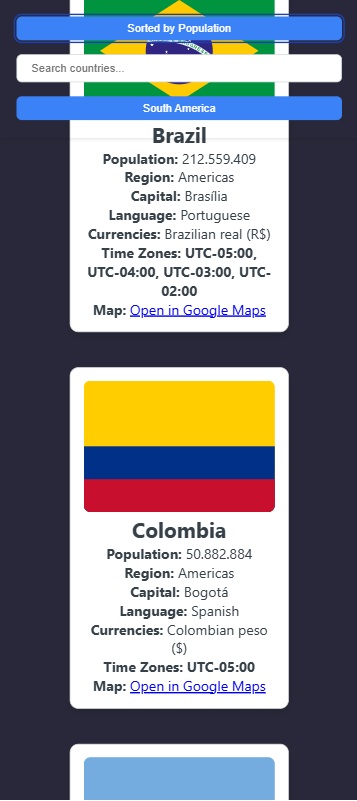 Sorted by Population
Search countries...
South America
Brazil
Population: 212.559.409
Region: Americas
Capital: Brasília
Language: Portuguese
Currencies: Brazilian real (R$)
Time Zones: UTC-05:00,
UTC-04:00, UTC-03:00, UTC-
02:00
Map: Open in Google Maps
Colombia
Population: 50.882.884
Region: Americas
Capital: Bogotá
Language: Spanish
Currencies: Colombian peso
($)
Time Zones: UTC-05:00
Map: Open in Google Maps